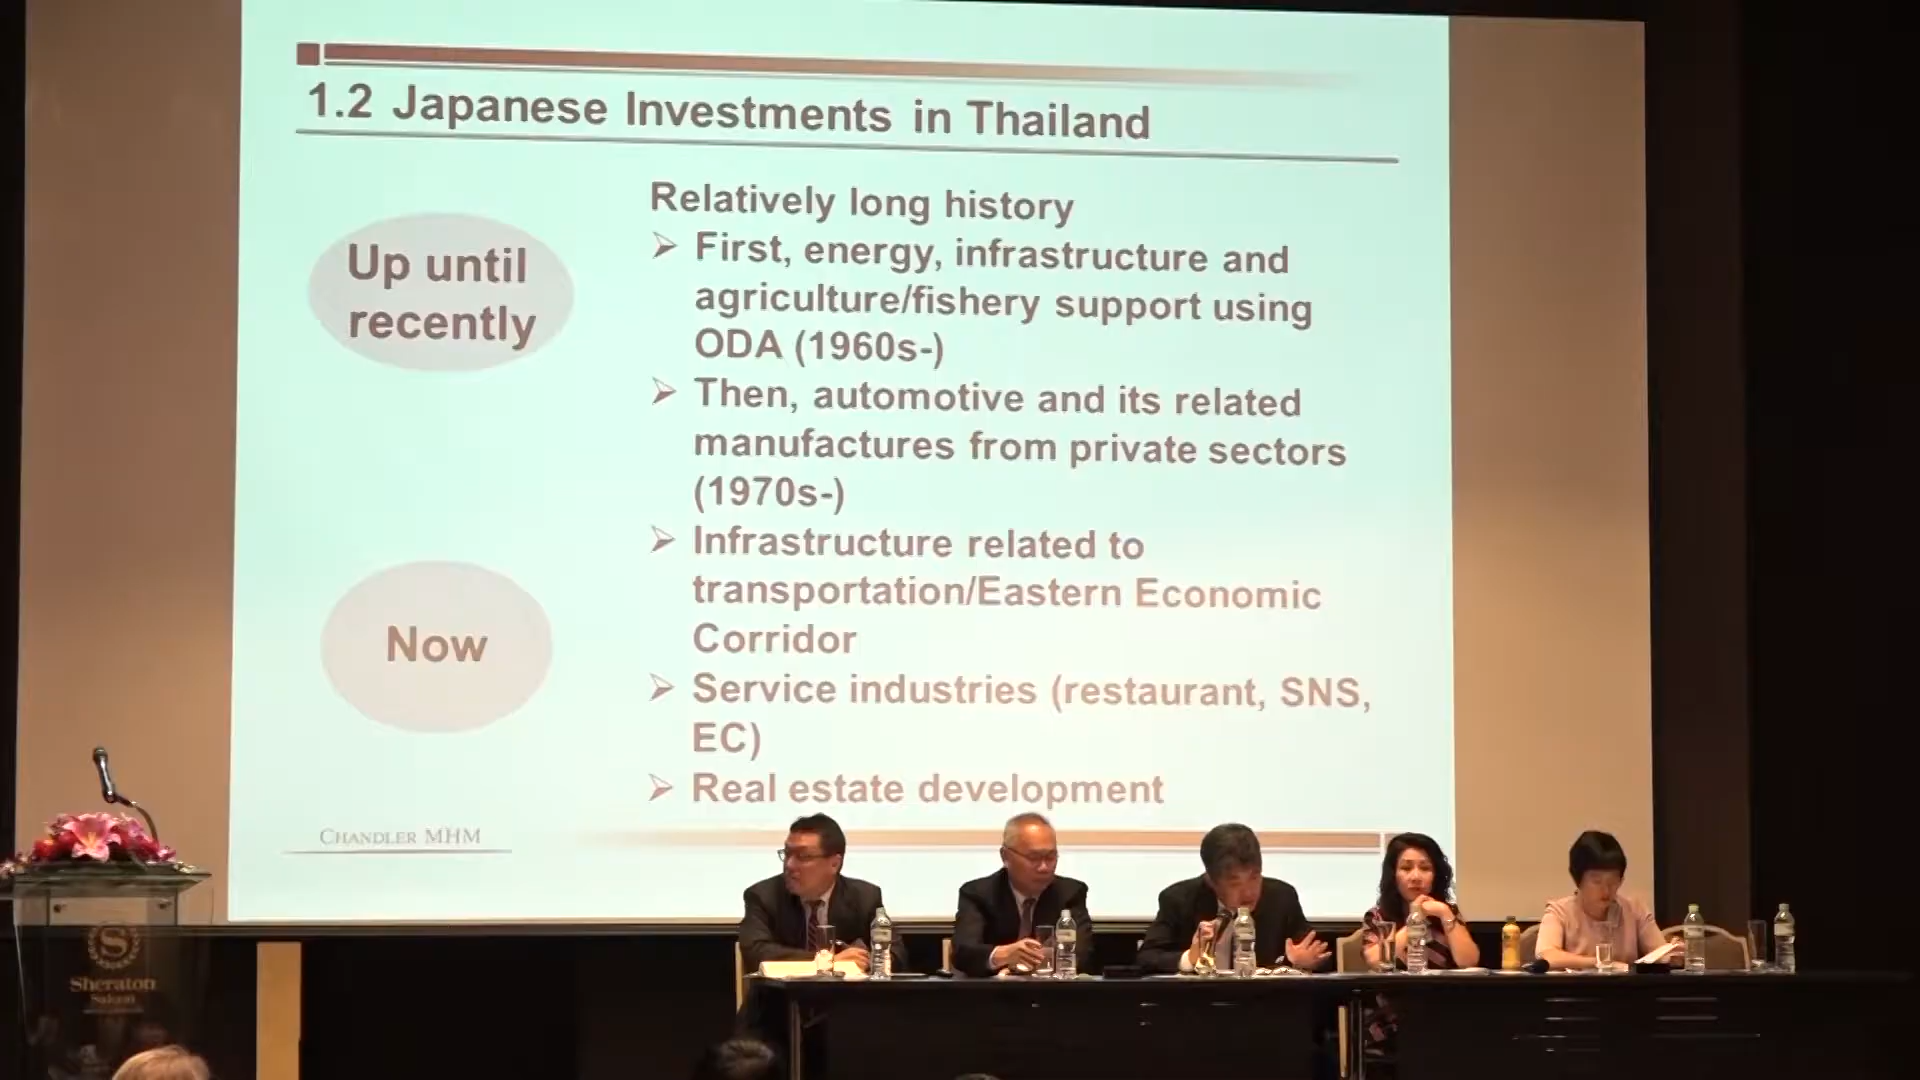 1.2 Japanese Investments in Thailand
Up until
recently
Relatively long history
First, energy, infrastructure and
agriculture/fishery support using
ODA (1960s-)
Then, automotive and its related
manufactures from private sectors
(1970s-)
Now
Infrastructure related to
transportation/Eastern Economic
Corridor
Service industries (restaurant, SNS,
EC)
Real estate development
CHANDLER MHM
S
Sheraton
Saigon